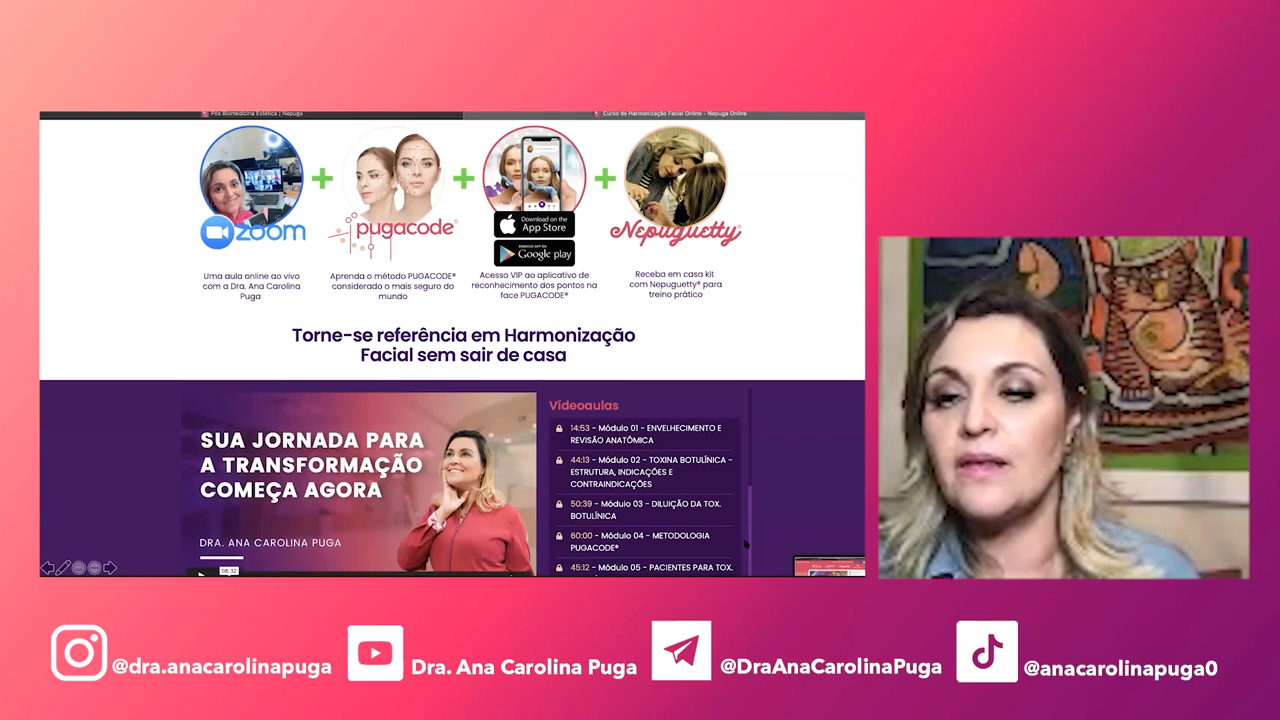 Pós Biomedicina Estética | Nepuga
Curso de Harmonização Facial Online - Nepuga Online
zoom
pugacode®
Download on the
App Store
ANDROID APP ON
Google play
Nepuguetty®
Uma aula online ao vivo
com a Dra. Ana Carolina
Puga
Aprenda o método PUGACODE®
considerado o mais seguro do
mundo
Acesso VIP ao aplicativo de
reconhecimento dos pontos na
face PUGACODE®
Receba em casa kit
com Nepuguetty® para
treino prático
Torne-se referência em Harmonização
Facial sem sair de casa
SUA JORNADA PARA
A TRANSFORMAÇÃO
COMEÇA AGORA
DRA. ANA CAROLINA PUGA
08:32
Vídeoaulas
14:53 - Módulo 01 - ENVELHECIMENTO E
REVISÃO ANATÔMICA
44:13 - Módulo 02 - TOXINA BOTULÍNICA -
ESTRUTURA, INDICAÇÕES E
CONTRAINDICAÇÕES
50:39 - Módulo 03 - DILUIÇÃO DA TOX.
BOTULÍNICA
60:00 - Módulo 04 - METODOLOGIA
PUGACODE®
45:12 - Módulo 05 - PACIENTES PARA TOX.
@dra.anacarolinapuga
Dra. Ana Carolina Puga
@DraAnaCarolinaPuga
@anacarolinapuga0